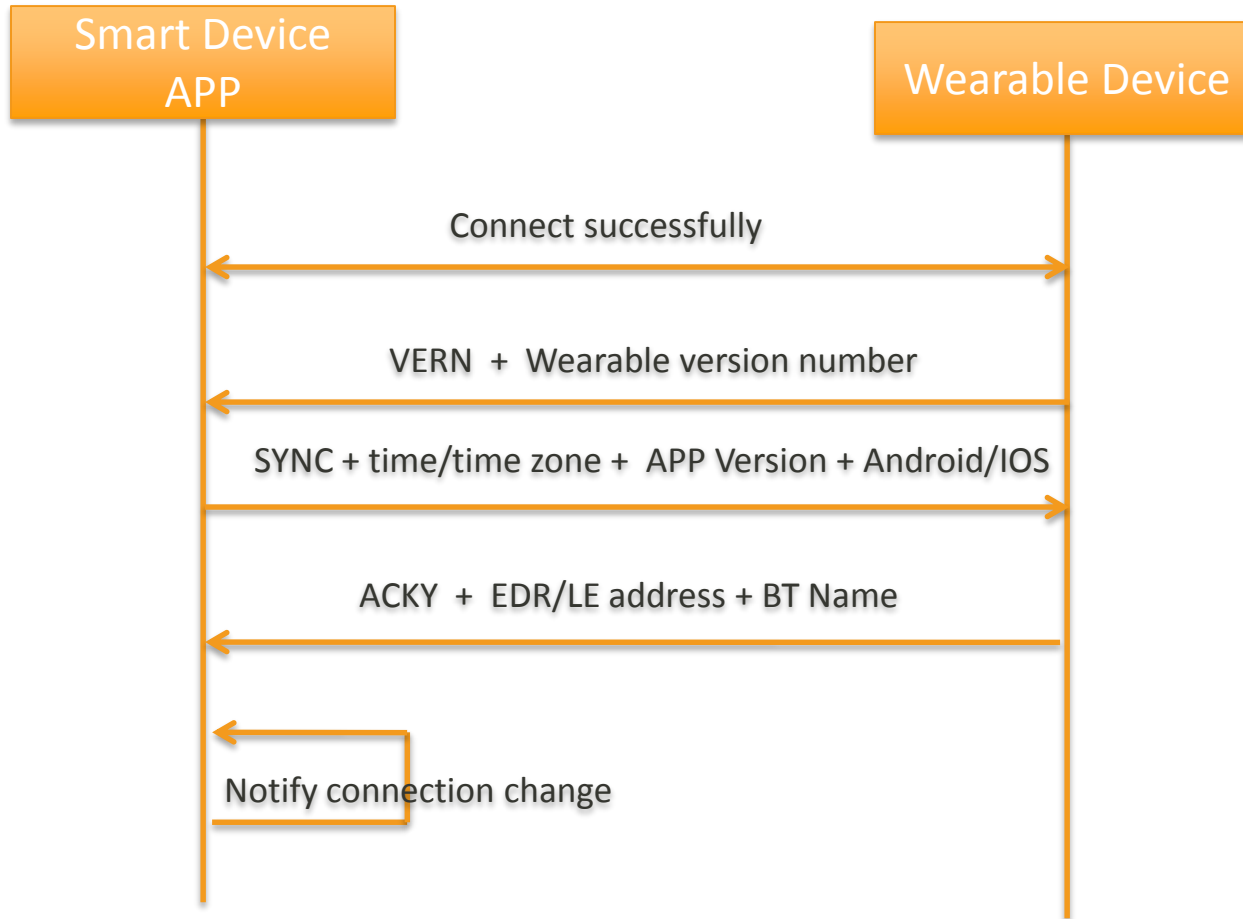 Smart Device
APP
Wearable Device
Connect successfully
VERN + Wearable version number
SYNC + time/time zone + APP Version + Android/IOS
ACKY + EDR/LE address + BT Name
Notify connection change